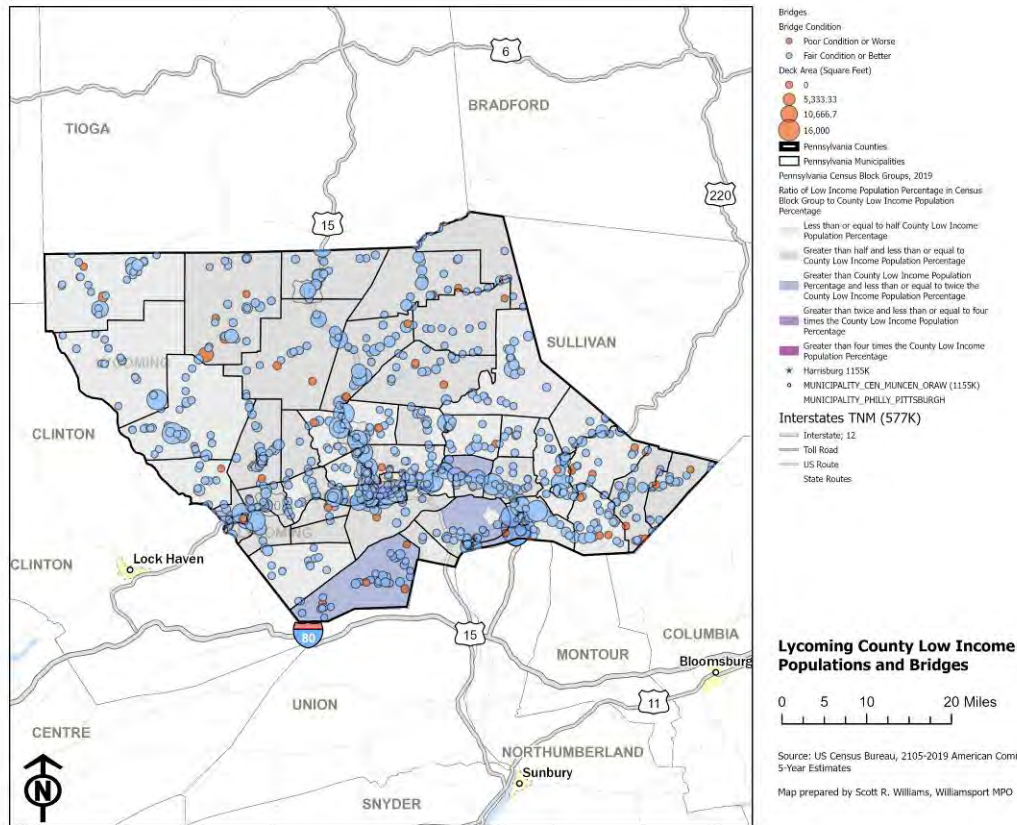 Bridges
Bridge Condition
Poor Condition or Worse
Fair Condition or Better
Deck Area (Square Feet)
0
5,333.33
10,666.7
16,000
Pennsylvania Counties
Pennsylvania Municipalities
Pennsylvania Census Block Groups, 2019
Ratio of Low Income Population Percentage in Census
Block Group to County Low Income Population
Percentage
Less than or equal to half County Low Income
Population Percentage
Greater than half and less than or equal to
County Low Income Population Percentage
Greater than County Low Income Population
Percentage and less than or equal to twice the
County Low Income Population Percentage
Greater than twice and less than or equal to four
times the County Low Income Population
Percentage
Greater than four times the County Low Income
Population Percentage
Harrisburg 1155K
MUNICIPALITY_CEN_MUNCEN_ORAW (1155K)
MUNICIPALITY_PHILLY_PITTSBURGH
Interstates TNM (577K)
Interstate; 12
Toll Road
US Route
State Routes
6
BRADFORD
TIOGA
220
15
SULLIVAN
LYCOMING
CLINTON
LYCOMING
Lock Haven
CLINTON
80
15
COLUMBIA
MONTOUR
Bloomsburg
11
UNION
CENTRE
NORTHUMBERLAND
Sunbury
SNYDER
N
Lycoming County Low Income
Populations and Bridges
0 5 10 20 Miles
Source: US Census Bureau, 2105-2019 American Com
5-Year Estimates
Map prepared by Scott R. Williams, Williamsport MPO